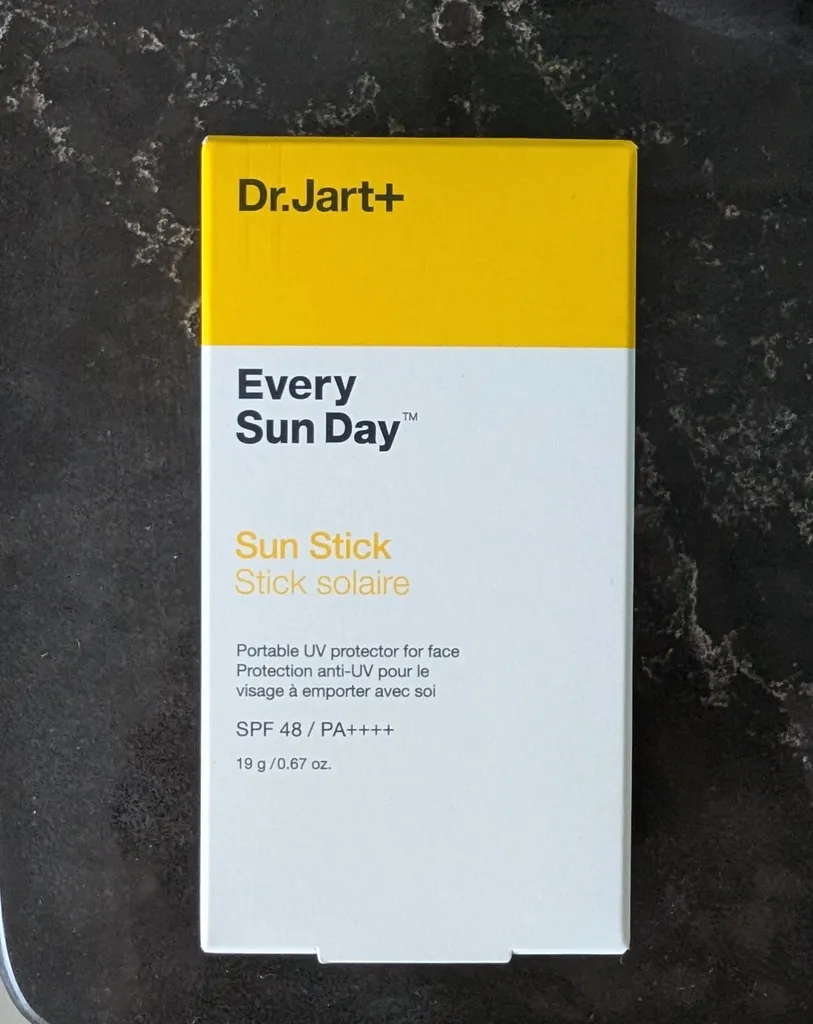 Dr.Jart+
Every
Sun Day™
Sun Stick
Stick solaire
Portable UV protector for face
Protection anti-UV pour le
visage à emporter avec soi
SPF 48 / PA++++
19 g / 0.67 oz.